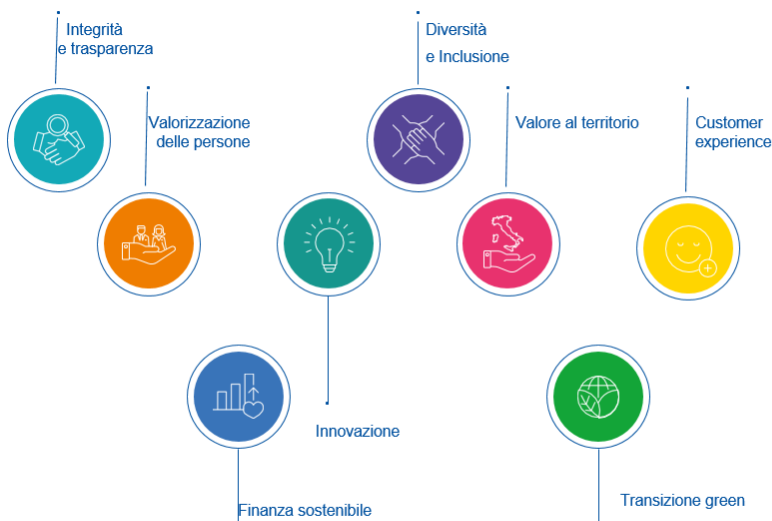 Integrità
e trasparenza
Valorizzazione
delle persone
Finanza sostenibile
Innovazione
Diversità
e Inclusione
Valore al territorio
Transizione green
Customer
experience